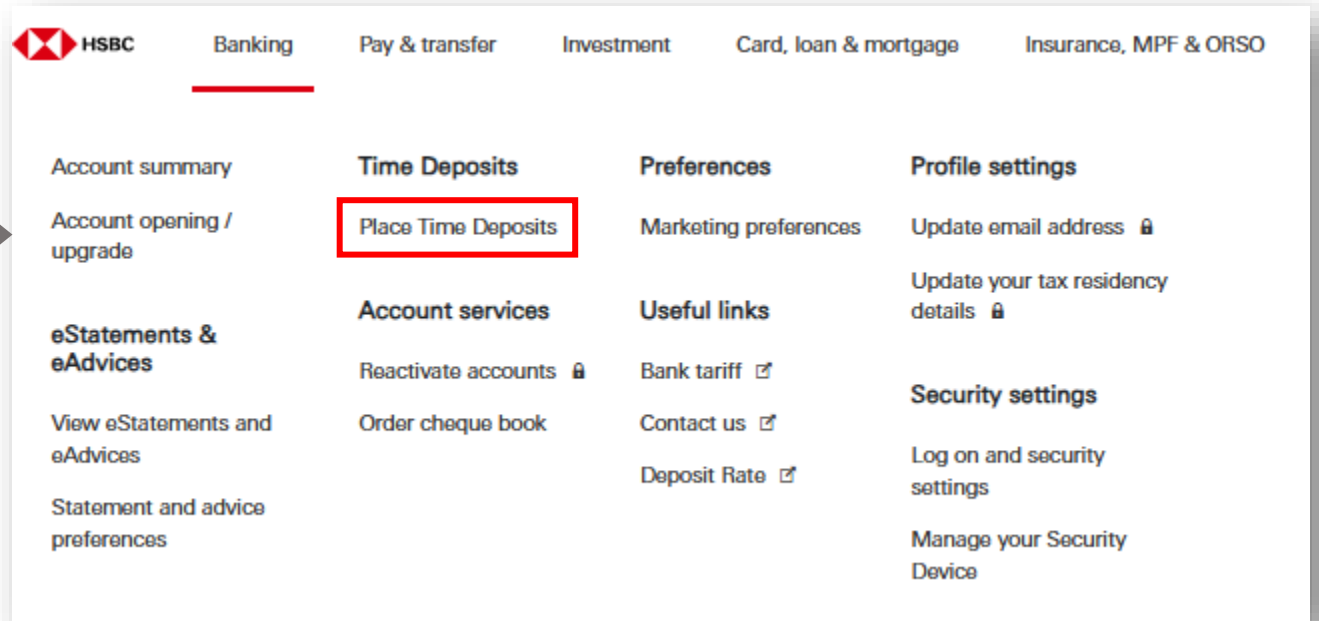 HSBC Banking Pay & transfer Investment Card, loan & mortgage Insurance, MPF & ORSO
Account summary
Account opening /
upgrade
eStatements &
eAdvices
View eStatements and
eAdvices
Statement and advice
preferences
Time Deposits
Place Time Deposits
Account services
Reactivate accounts
Order cheque book
Preferences
Marketing preferences
Useful links
Bank tariff
Contact us
Deposit Rate
Profile settings
Update email address
Update your tax residency
details
Security settings
Log on and security
settings
Manage your Security
Device